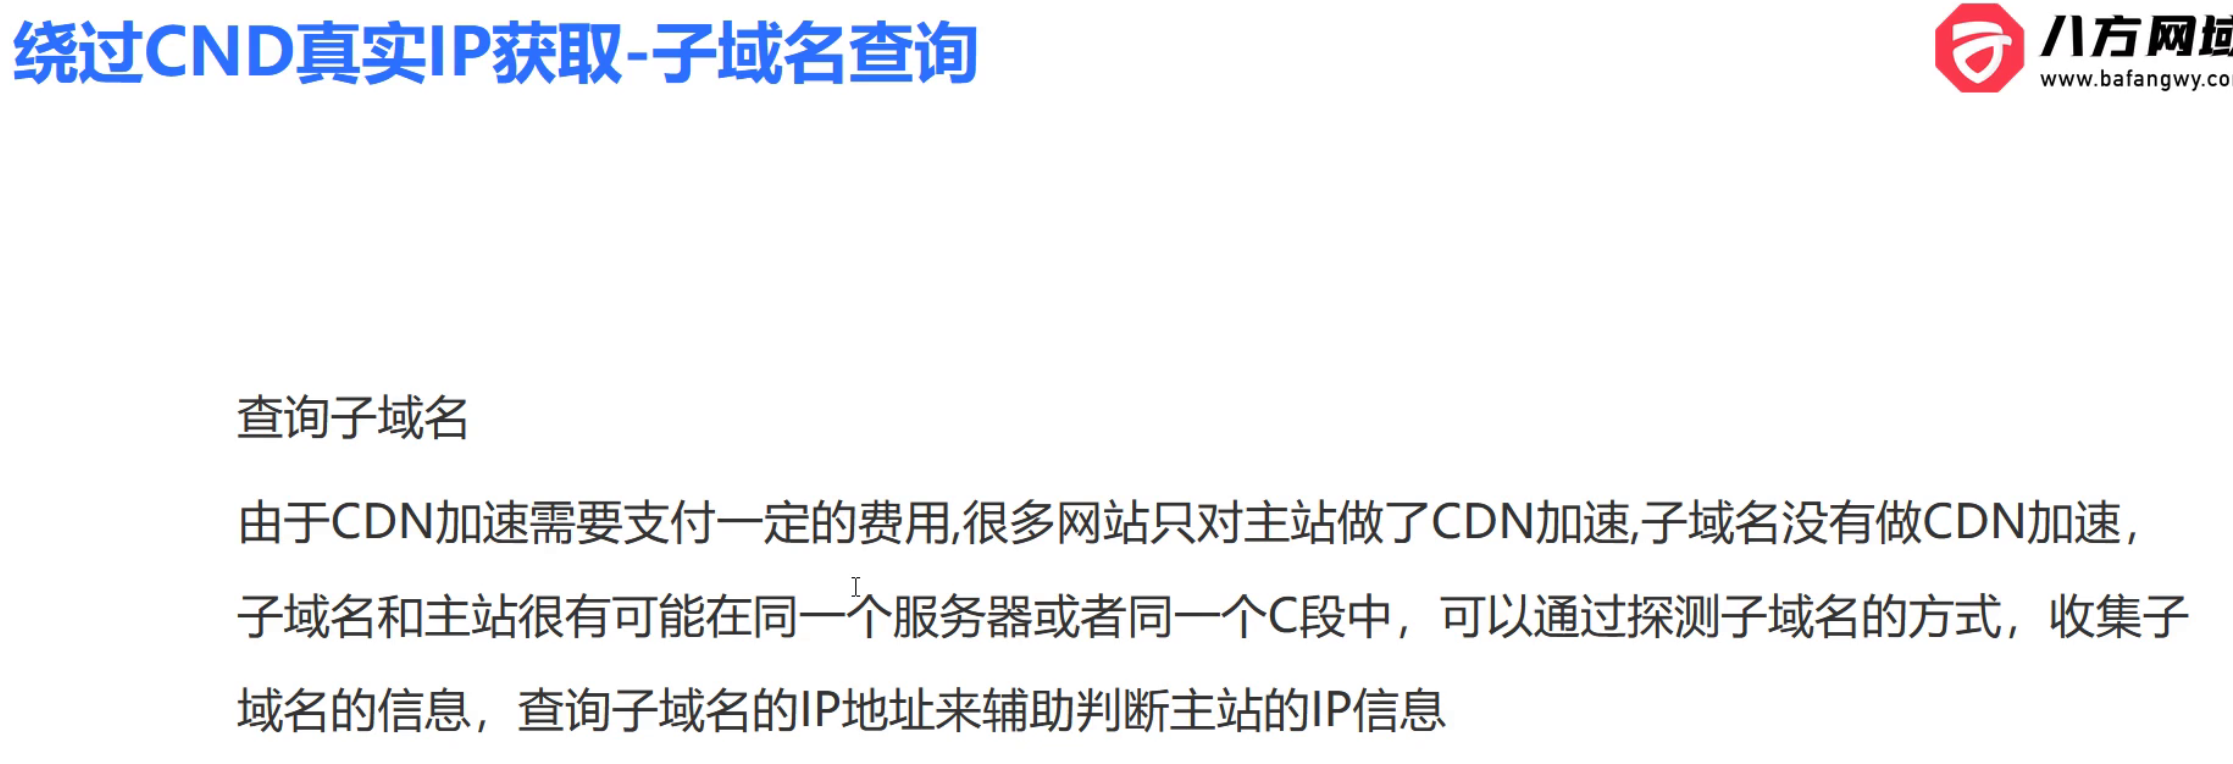 绕过CND真实IP获取-子域名查询
八方网域
www.bafangwy.co
查询子域名
由于CDN加速需要支付一定的费用,很多网站只对主站做了CDN加速,子域名没有做CDN加速，
子域名和主站很有可能在同一个服务器或者同一个C段中，可以通过探测子域名的方式，收集子
域名的信息，查询子域名的IP地址来辅助判断主站的IP信息